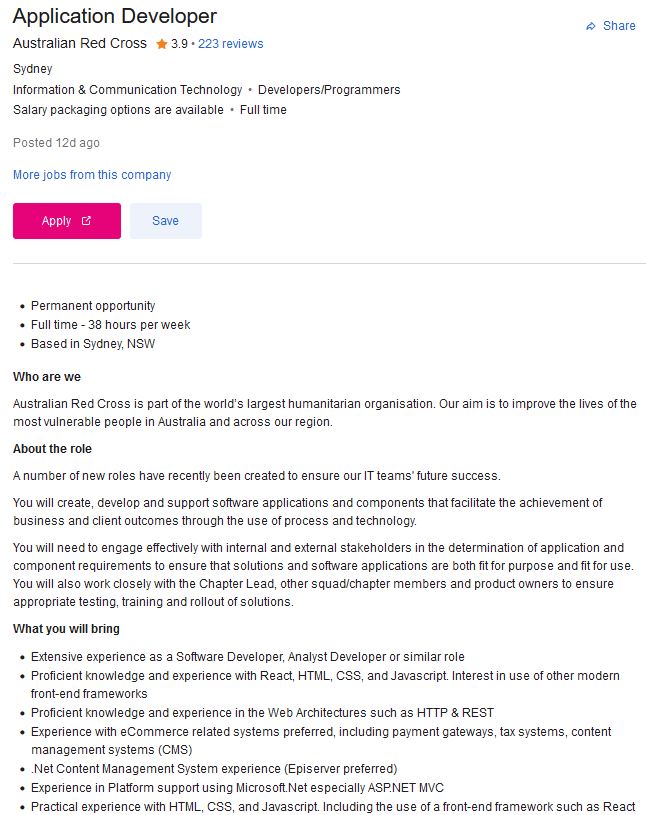 Application Developer
Share
Australian Red Cross 3.9 • 223 reviews
Sydney
Information & Communication Technology • Developers/Programmers
Salary packaging options are available • Full time
Posted 12d ago
More jobs from this company
Apply
Save
• Permanent opportunity
• Full time - 38 hours per week
• Based in Sydney, NSW
Who are we
Australian Red Cross is part of the world's largest humanitarian organisation. Our aim is to improve the lives of the
most vulnerable people in Australia and across our region.
About the role
A number of new roles have recently been created to ensure our IT teams' future success.
You will create, develop and support software applications and components that facilitate the achievement of
business and client outcomes through the use of process and technology.
You will need to engage effectively with internal and external stakeholders in the determination of application and
component requirements to ensure that solutions and software applications are both fit for purpose and fit for use.
You will also work closely with the Chapter Lead, other squad/chapter members and product owners to ensure
appropriate testing, training and rollout of solutions.
What you will bring
• Extensive experience as a Software Developer, Analyst Developer or similar role
• Proficient knowledge and experience with React, HTML, CSS, and Javascript. Interest in use of other modern
front-end frameworks
• Proficient knowledge and experience in the Web Architectures such as HTTP & REST
• Experience with eCommerce related systems preferred, including payment gateways, tax systems, content
management systems (CMS)
• .Net Content Management System experience (Episerver preferred)
• Experience in Platform support using Microsoft.Net especially ASP.NET MVC
• Practical experience with HTML, CSS, and Javascript. Including the use of a front-end framework such as React